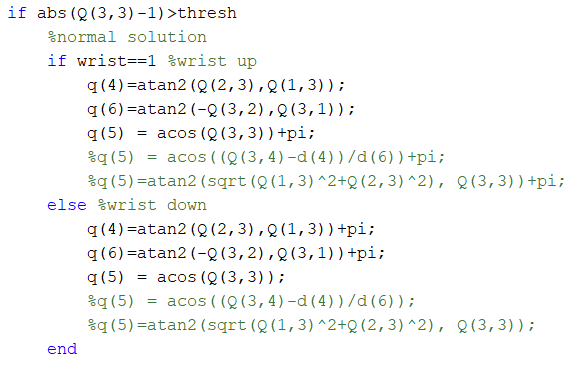 if abs(Q(3,3)-1)>thresh
    %normal solution
    if wrist==1 %wrist up
        q(4)=atan2(Q(2,3),Q(1,3));
        q(6)=atan2(-Q(3,2),Q(3,1));
        q(5) = acos(Q(3,3))+pi;
        %q(5) = acos((Q(3,4)-d(4))/d(6))+pi;
        %q(5)=atan2(sqrt(Q(1,3)^2+Q(2,3)^2), Q(3,3))+pi;
    else %wrist down
        q(4)=atan2(Q(2,3),Q(1,3))+pi;
        q(6)=atan2(-Q(3,2),Q(3,1))+pi;
        q(5) = acos(Q(3,3));
        %q(5) = acos((Q(3,4)-d(4))/d(6));
        %q(5)=atan2(sqrt(Q(1,3)^2+Q(2,3)^2), Q(3,3));
    end